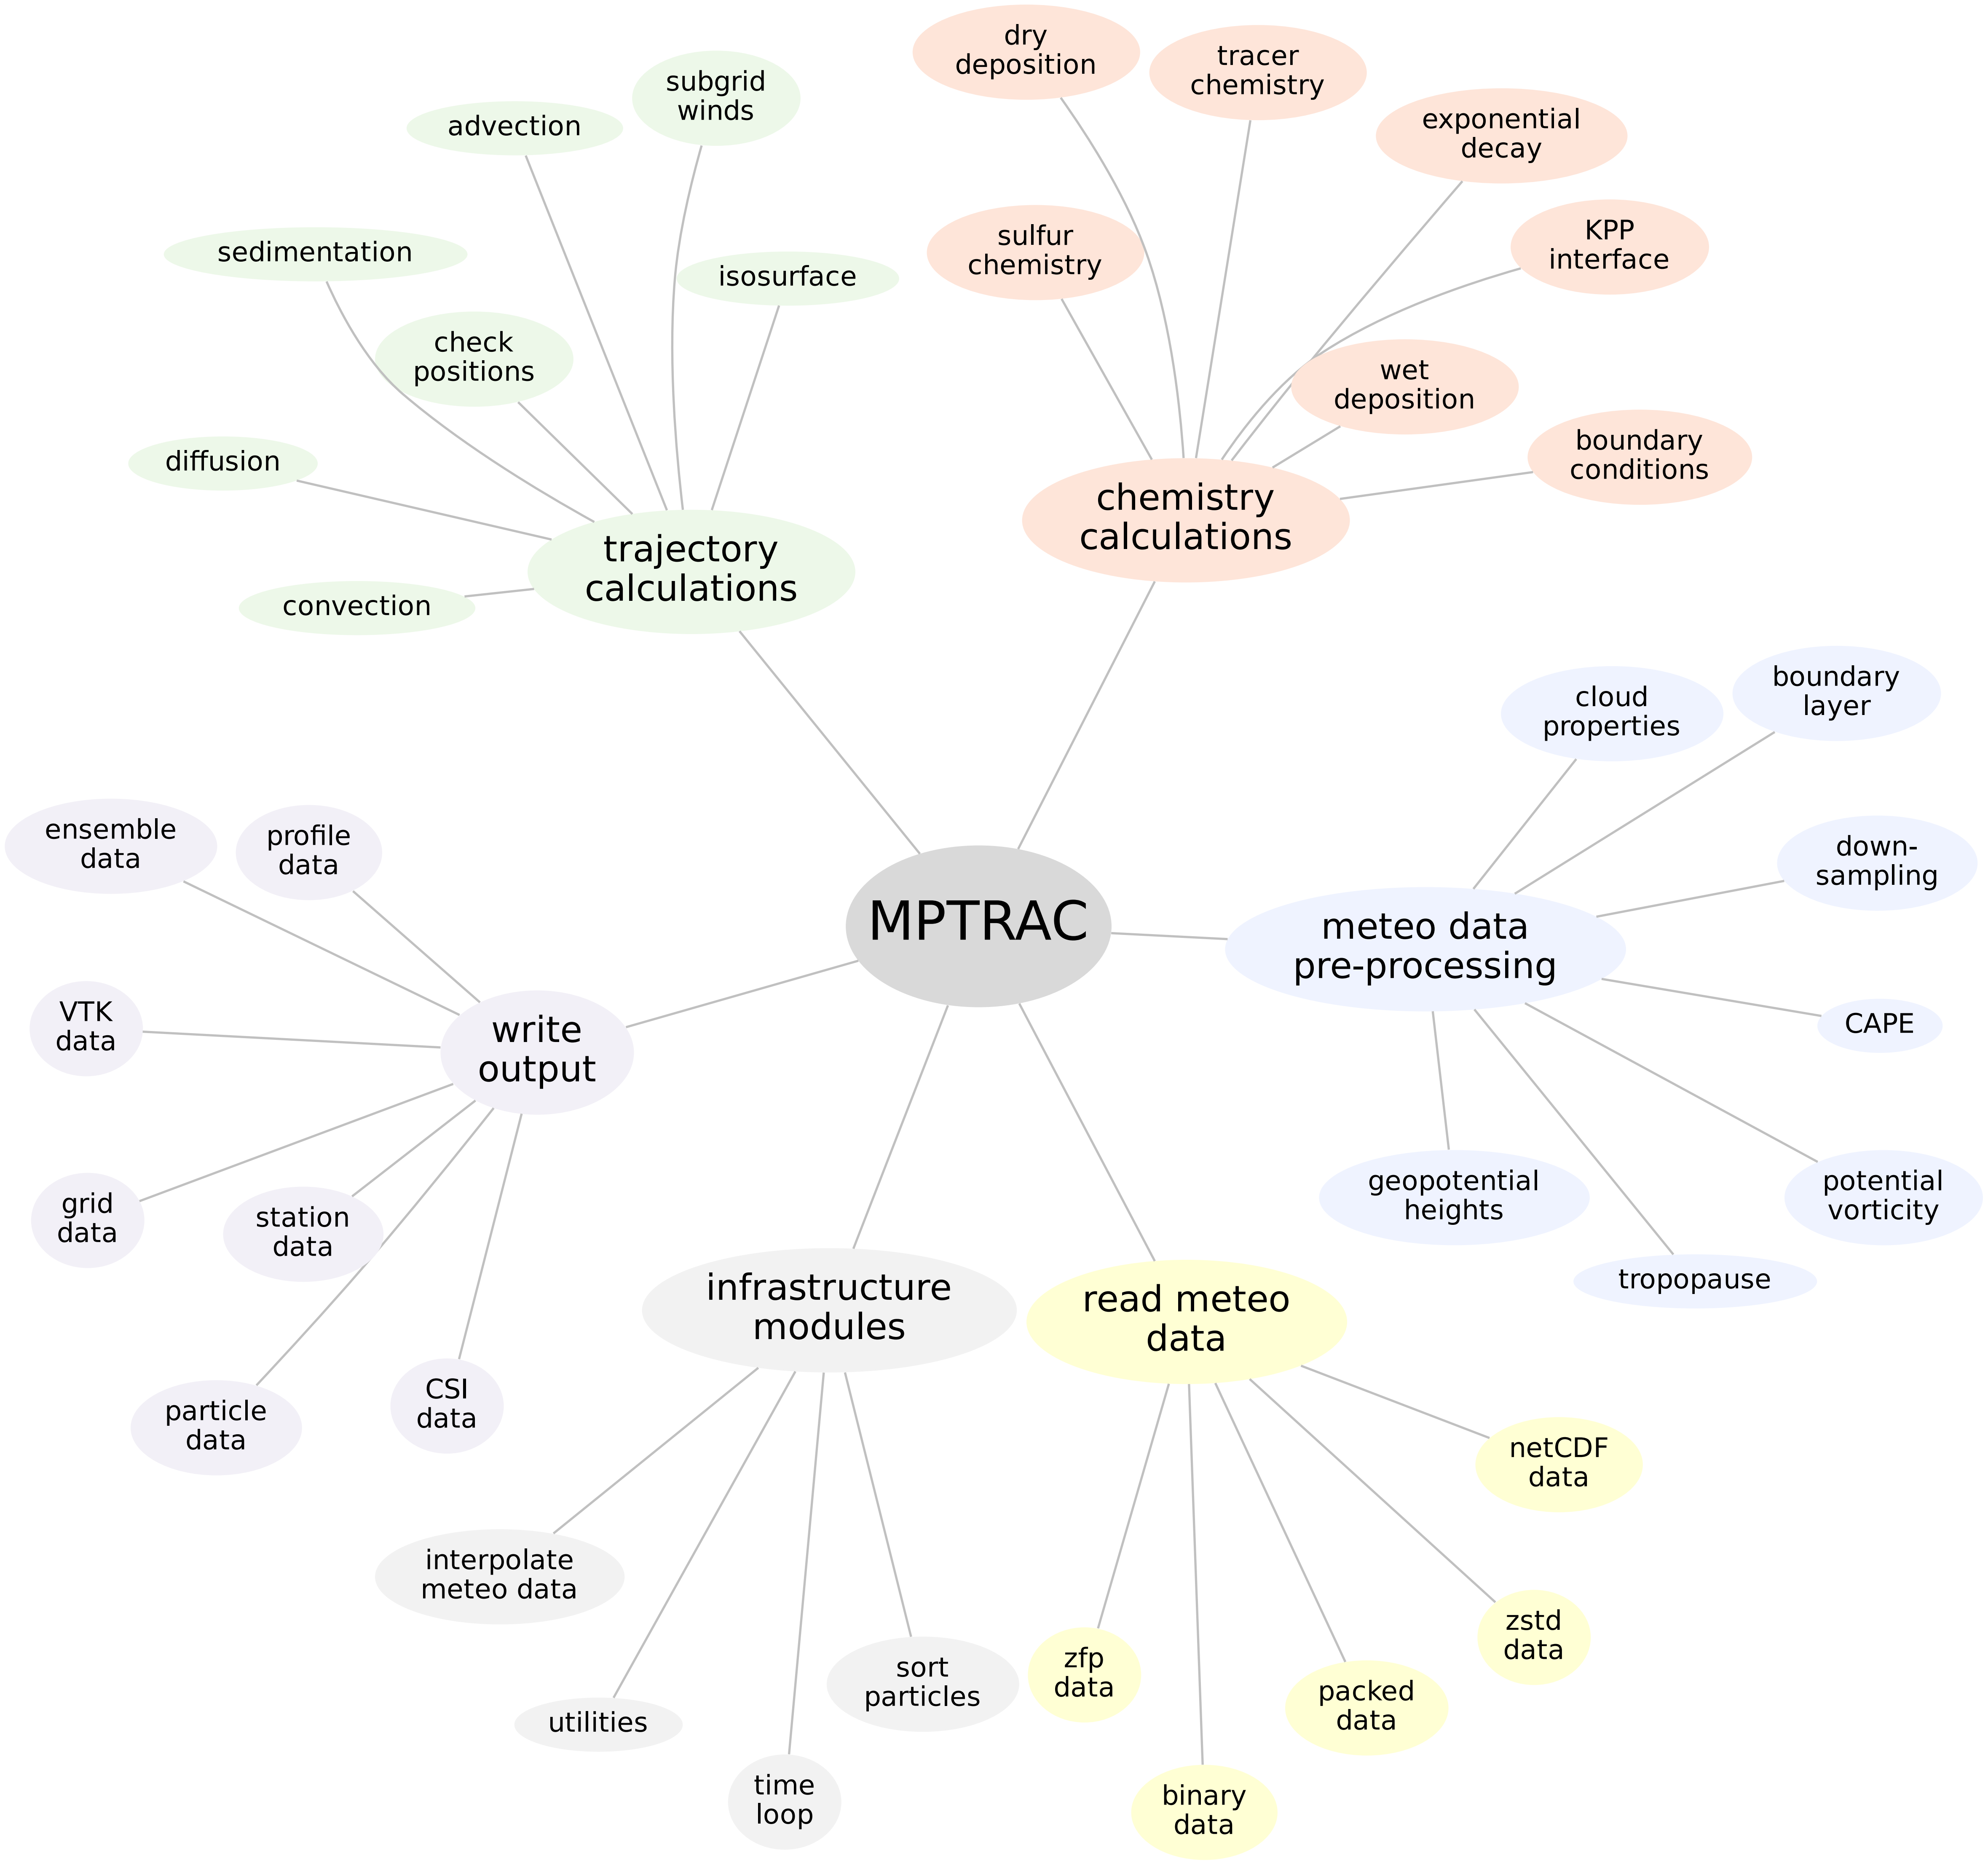 dry
deposition
tracer
chemistry
subgrid
winds
advection
exponential
decay
sulfur
chemistry
KPP
interface
sedimentation
isosurface
check
positions
wet
deposition
diffusion
boundary
conditions
chemistry
calculations
trajectory
calculations
convection
cloud
properties
boundary
layer
ensemble
data
profile
data
down-
sampling
MPTRAC
meteo data
pre-processing
VTK
data
write
output
CAPE
grid
data
station
data
geopotential
heights
potential
vorticity
tropopause
infrastructure
modules
read meteo
data
particle
data
CSI
data
netCDF
data
interpolate
meteo data
zstd
data
sort
particles
zfp
data
packed
data
utilities
time
loop
binary
data